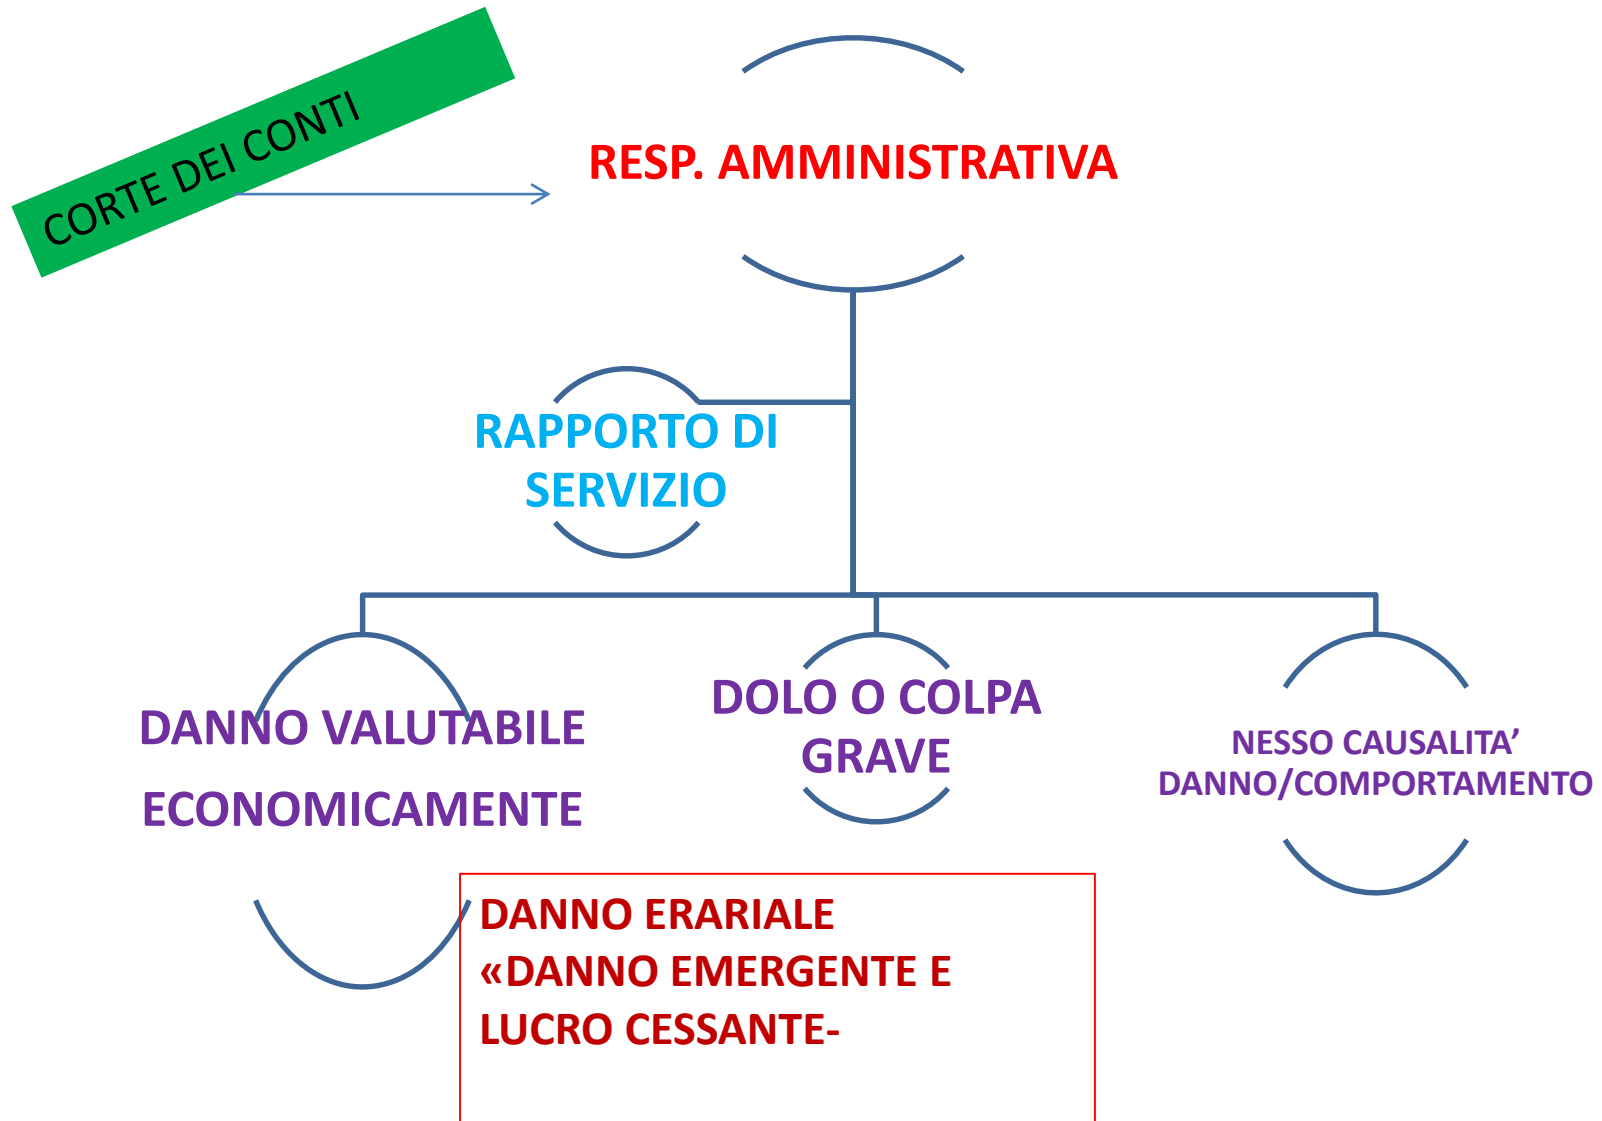 CORTE DEI CONTI
RESP. AMMINISTRATIVA
RAPPORTO DI
SERVIZIO
DANNO VALUTABILE
ECONOMICAMENTE
DOLO O COLPA
GRAVE
NESSO CAUSALITA’
DANNO/COMPORTAMENTO
DANNO ERARIALE
«DANNO EMERGENTE E
LUCRO CESSANTE-